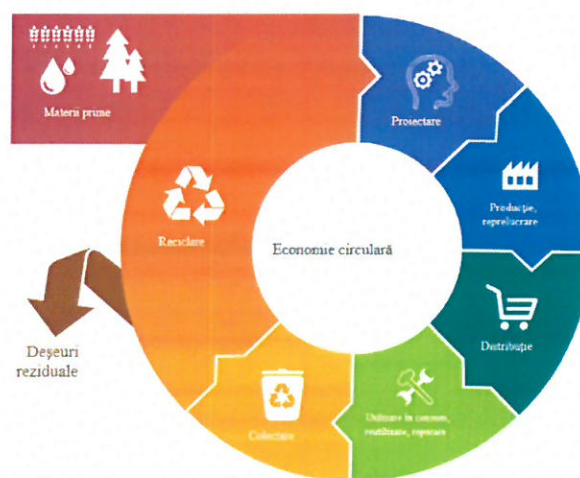 Materii prime
Proiectare
Producție,
reprelucrare
Distribuție
Utilizare în consum,
reutilizare, reparare
Colectare
Reciclare
Deșeuri
reziduale
Economie circulară